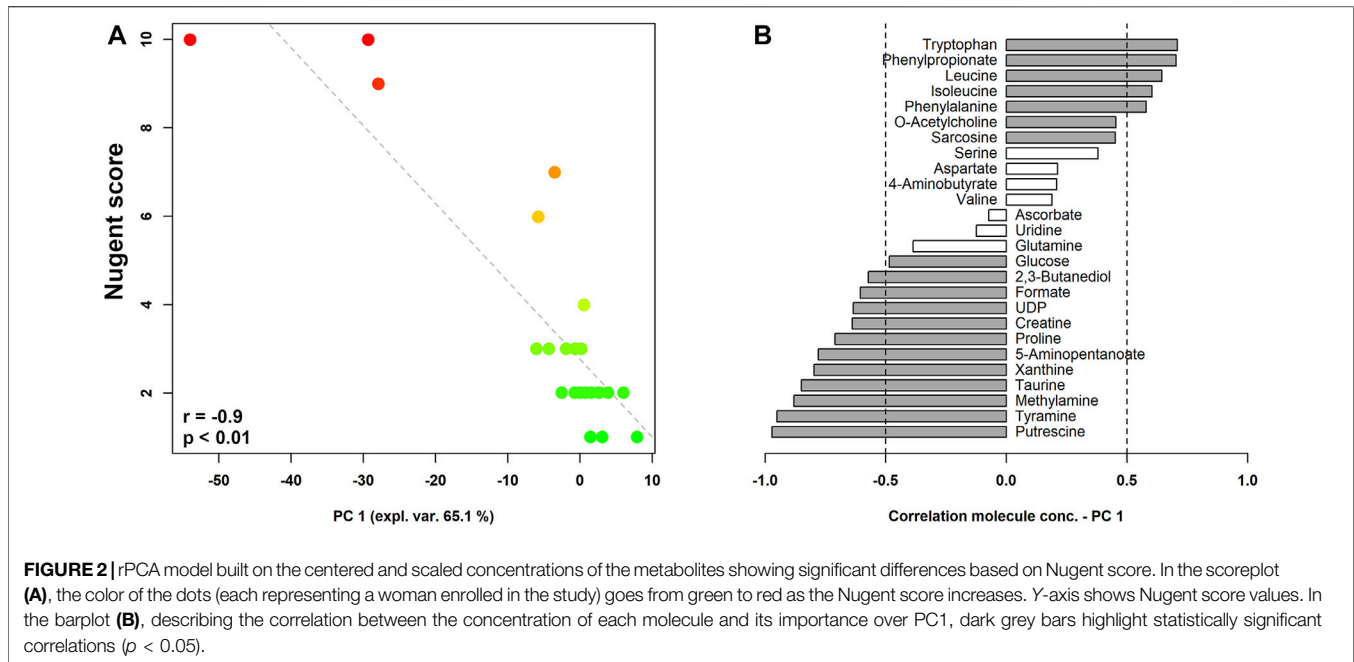 A
Nugent score
10
8
6
4
2
r = -0.9
p < 0.01
-50 -40 -30 -20 -10 0 10
PC 1 (expl. var. 65.1 %)
B
Tryptophan
Phenylpropionate
Leucine
Isoleucine
Phenylalanine
O-Acetylcholine
Sarcosine
Serine
Aspartate
4-Aminobutyrate
Valine
Ascorbate
Uridine
Glutamine
Glucose
2,3-Butanediol
Formate
UDP
Creatine
Proline
5-Aminopentanoate
Xanthine
Taurine
Methylamine
Tyramine
Putrescine
-1.0 -0.5 0.0 0.5 1.0
Correlation molecule conc. - PC 1
FIGURE 2 | rPCA model built on the centered and scaled concentrations of the metabolites showing significant differences based on Nugent score. In the scoreplot
(A), the color of the dots (each representing a woman enrolled in the study) goes from green to red as the Nugent score increases. Y-axis shows Nugent score values. In
the barplot (B), describing the correlation between the concentration of each molecule and its importance over PC1, dark grey bars highlight statistically significant
correlations (p < 0.05).